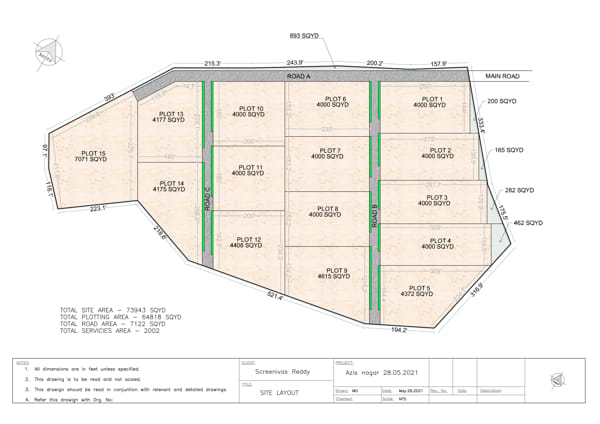 893 SQYD
215.3'
243.9'
200.2'
157.9'
ROAD A
MAIN ROAD
393'
PLOT 13
4177 SQYD
PLOT 10
4000 SQYD
PLOT 6
4000 SQYD
PLOT 1
4000 SQYD
200 SQYD
333.4'
PLOT 15
7071 SQYD
97.1'
PLOT 2
4000 SQYD
165 SQYD
PLOT 11
4000 SQYD
PLOT 7
4000 SQYD
PLOT 14
4175 SQYD
118.1'
ROAD C
PLOT 3
4000 SQYD
282 SQYD
223.1'
PLOT 8
4000 SQYD
ROAD B
175.5'
462 SQYD
218.6'
PLOT 12
4408 SQYD
PLOT 4
4000 SQYD
PLOT 9
4615 SQYD
PLOT 5
4372 SQYD
521.4'
316.9'
194.2'
TOTAL SITE AREA - 73943 SQYD
TOTAL PLOTTING AREA - 64818 SQYD
TOTAL ROAD AREA - 7122 SQYD
TOTAL SERVICIES AREA - 2002
NOTES
1. All dimensions are in feet unless specified.
2. This drawing is to be read and not scaled.
3. This drawign should be read in conjuntion with relevant and detailed drawings.
4. Refer this drawign with Drg. No:
CLIENT:
Screenivas Reddy
TITLE:
SITE LAYOUT
PROJECT:
Azis nagar 28.05.2021
Drawn: MG
Date: May.28.2021
Rev. No.
Date
Description
Checked:
Scale: NTS